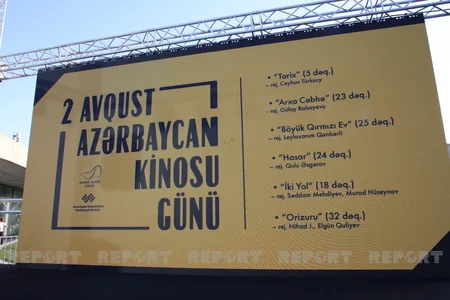 2 AVQUST
AZƏRBAYCAN
KİNOSU
GÜNÜ
• "Tarix" (5 dəq.)
– rej. Ceyhun Türksoy
• "Arxa Cəbhə" (23 dəq.)
– rej. Gülay Babayeva
• "Böyük Qırmızı Ev" (25 dəq.)
– rej. Leylaxanım Qənbərli
• "Hasar" (24 dəq.)
– rej. Qulu Əsgərov
• "İki Yol" (18 dəq.)
– rej. Səddam Mehdiyev, Murad Hüseynov
• "Orizuru" (32 dəq.)
– rej. Nihad J., Elgün Quliyev
REPORT REPORT REPORT REPORT REPORT